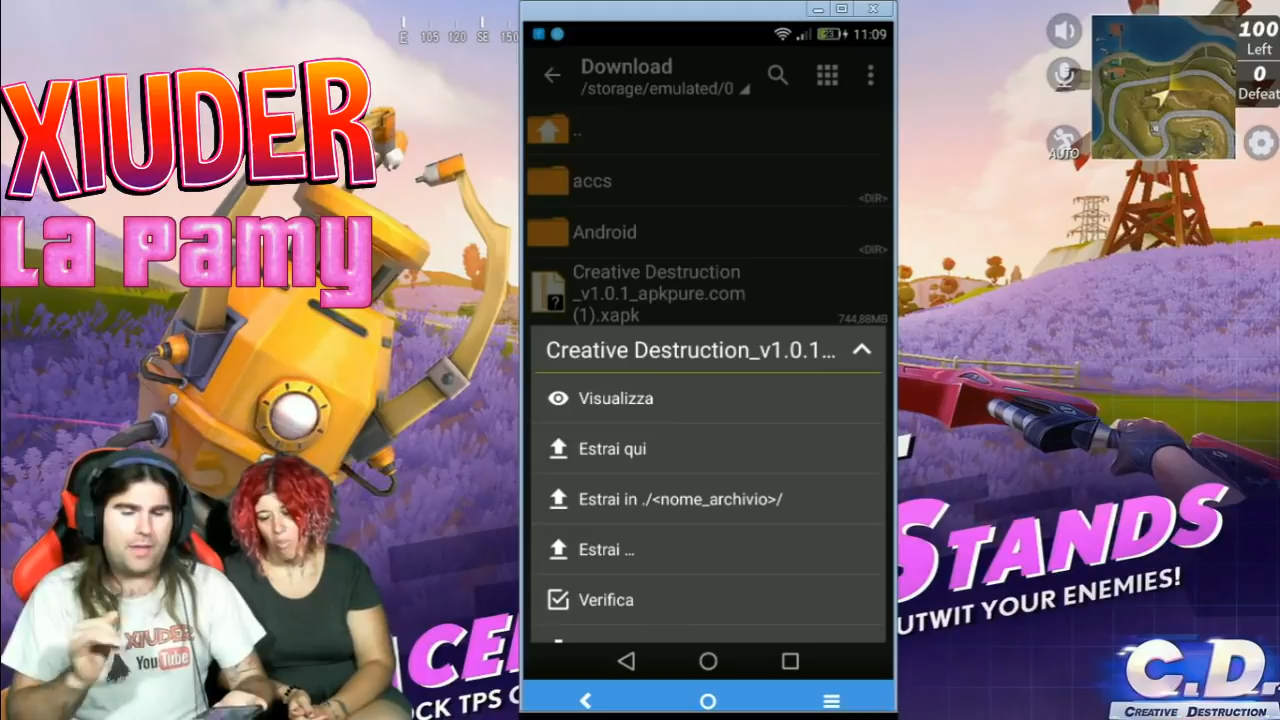 XIUDER
La Pamy
E 105 120 SE 150
11:09
Download
/storage/emulated/0
..
accs
<DIR>
Android
<DIR>
Creative Destruction
_v1.0.1_apkpure.com
(1).xapk
744,88MB
Creative Destruction_v1.0.1...
Visualizza
Estrai qui
Estrai in ./<nome_archivio>/
Estrai ...
Verifica
100
Left
0
Defeat
AUTO
STANDS
UTWIT YOUR ENEMIES!
CK TPS
XIUDER
YouTube
C.D.
CREATIVE DESTRUCTION